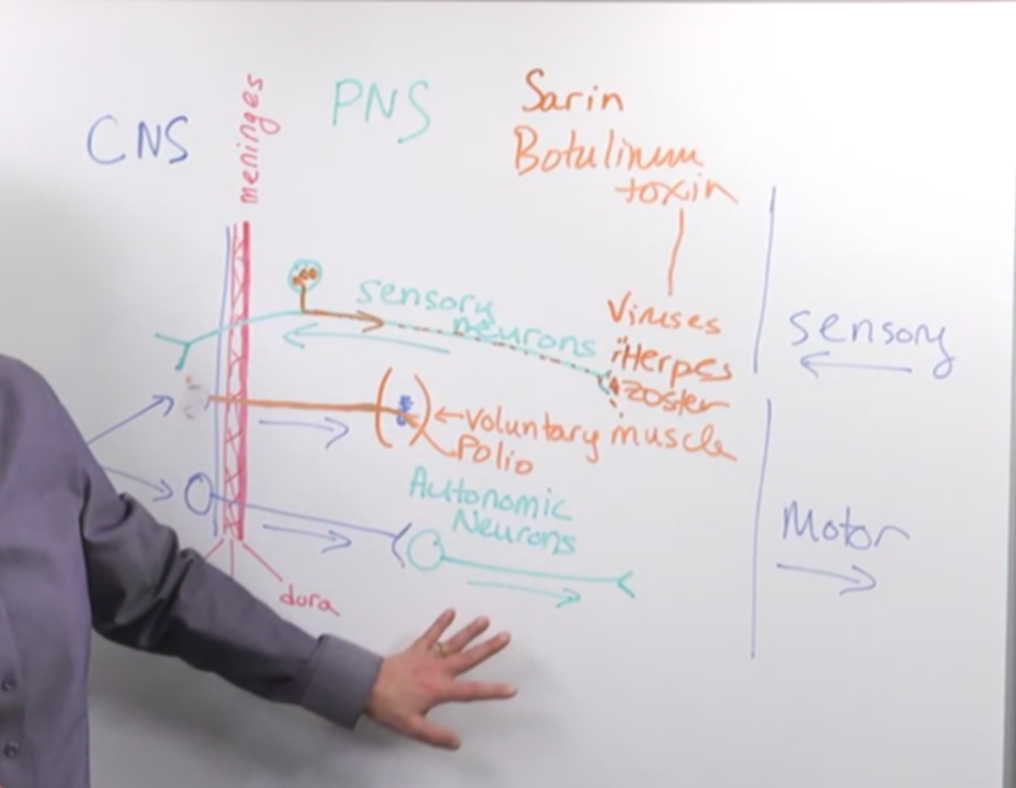 CNS
meninges
PNS
Sarin
Botulinum
toxin
sensory
neurons
Viruses
Herpes
zoster
voluntary muscle
Polio
Autonomic
Neurons
dura
sensory
Motor